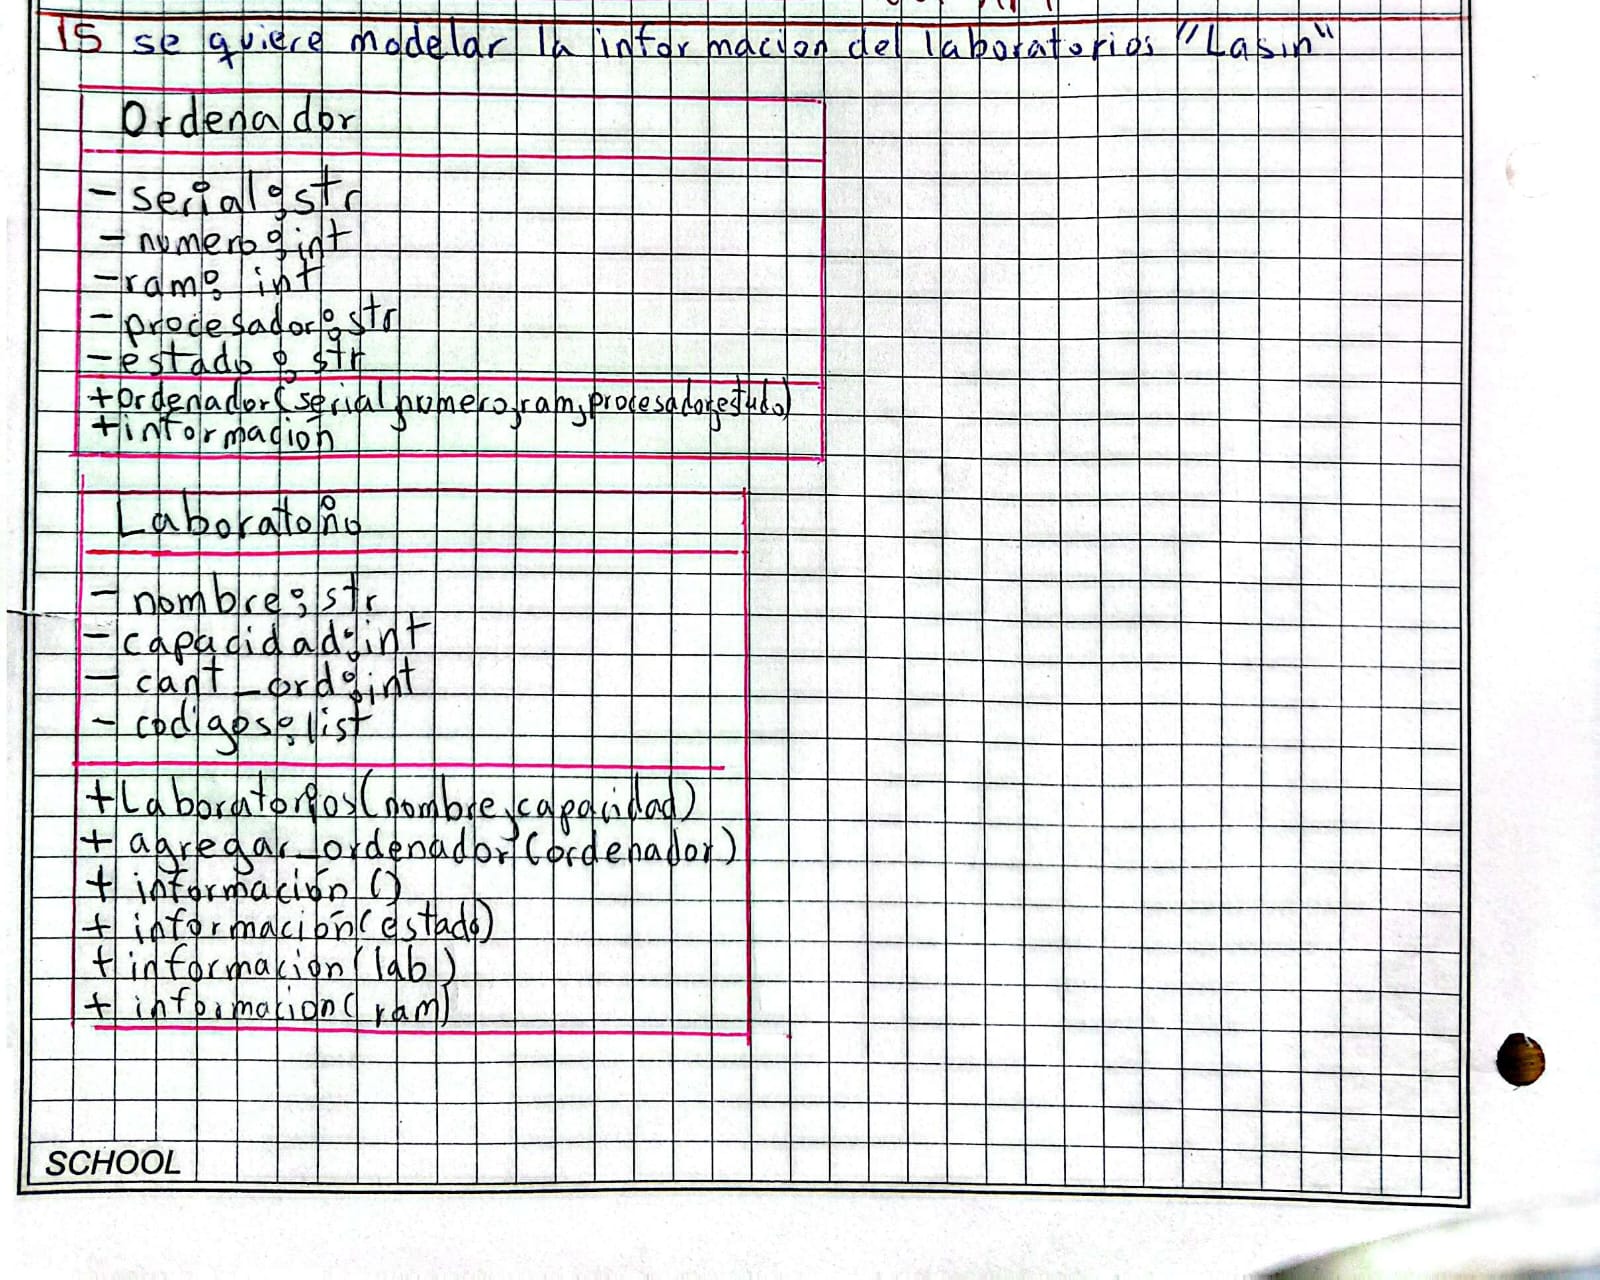 15 se quiere modelar la informacion del laboratorios "Lasin"
Ordenador
- serial : str
- numero : int
- ram : int
- procesador : str
- estado : str
+ Ordenador(serial, numero, ram, procesador, estado)
+ informacion
Laboratorio
- nombre : str
- capacidad : int
- cant_ord : int
- codigos : list
+ Laboratorios(nombre, capacidad)
+ agregar_ordenador(ordenador)
+ información()
+ información(estado)
+ informacion(lab)
+ informacion(ram)
SCHOOL